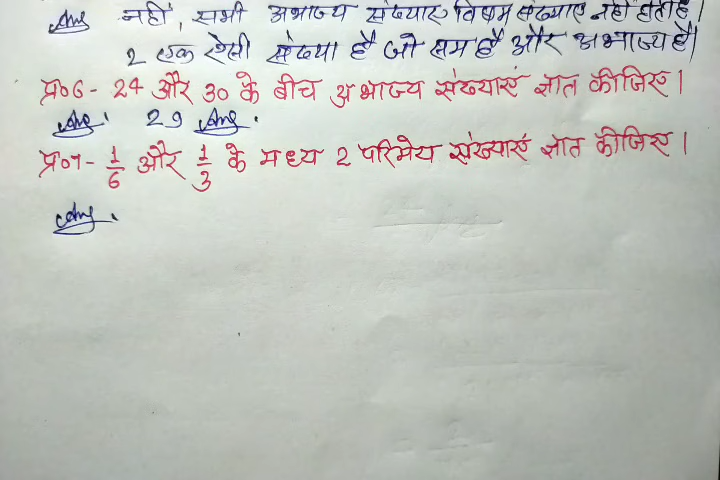 Ans नहीं, सभी अभाज्य संख्याएं विषम संख्याएं नहीं होती हैं।
2 एक ऐसी संख्या है जो सम है और अभाज्य है।
प्र०6- 24 और 30 के बीच अभाज्य संख्याएं ज्ञात कीजिए।
Ans. 29 Ans.
प्र०7- 1/6 और 1/3 के मध्य 2 परिमेय संख्याएं ज्ञात कीजिए।
Ans.